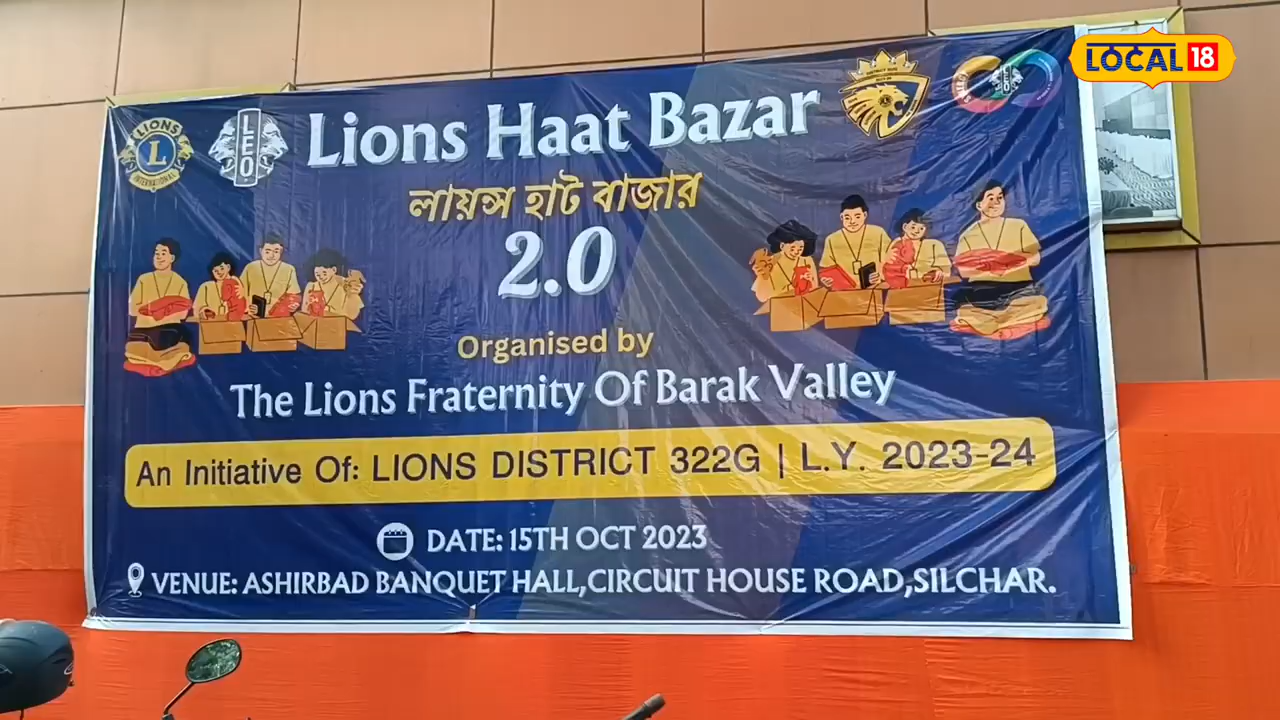 LOCAL 18
LIONS
L
INTERNATIONAL
LEO
Lions Haat Bazar
লায়ন্স হাট বাজার
2.0
Organised by
The Lions Fraternity Of Barak Valley
An Initiative Of: LIONS DISTRICT 322G | L.Y. 2023-24
DATE: 15TH OCT 2023
VENUE: ASHIRBAD BANQUET HALL,CIRCUIT HOUSE ROAD,SILCHAR.